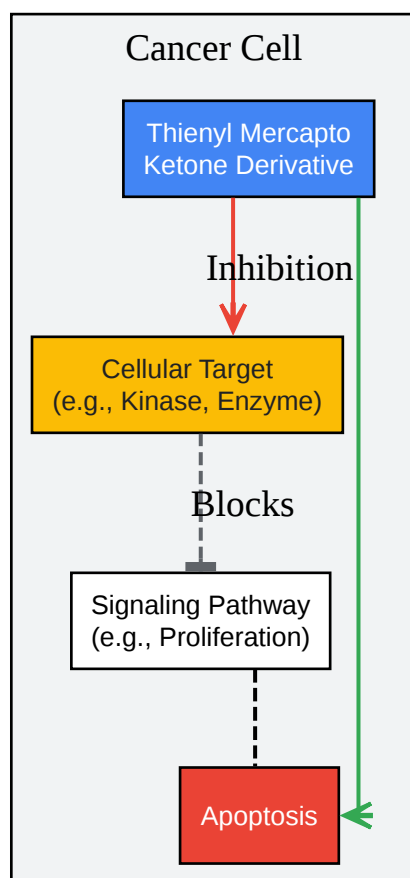 Cancer Cell
Thienyl Mercapto
Ketone Derivative
Inhibition
Cellular Target
(e.g., Kinase, Enzyme)
Blocks
Signaling Pathway
(e.g., Proliferation)
Apoptosis